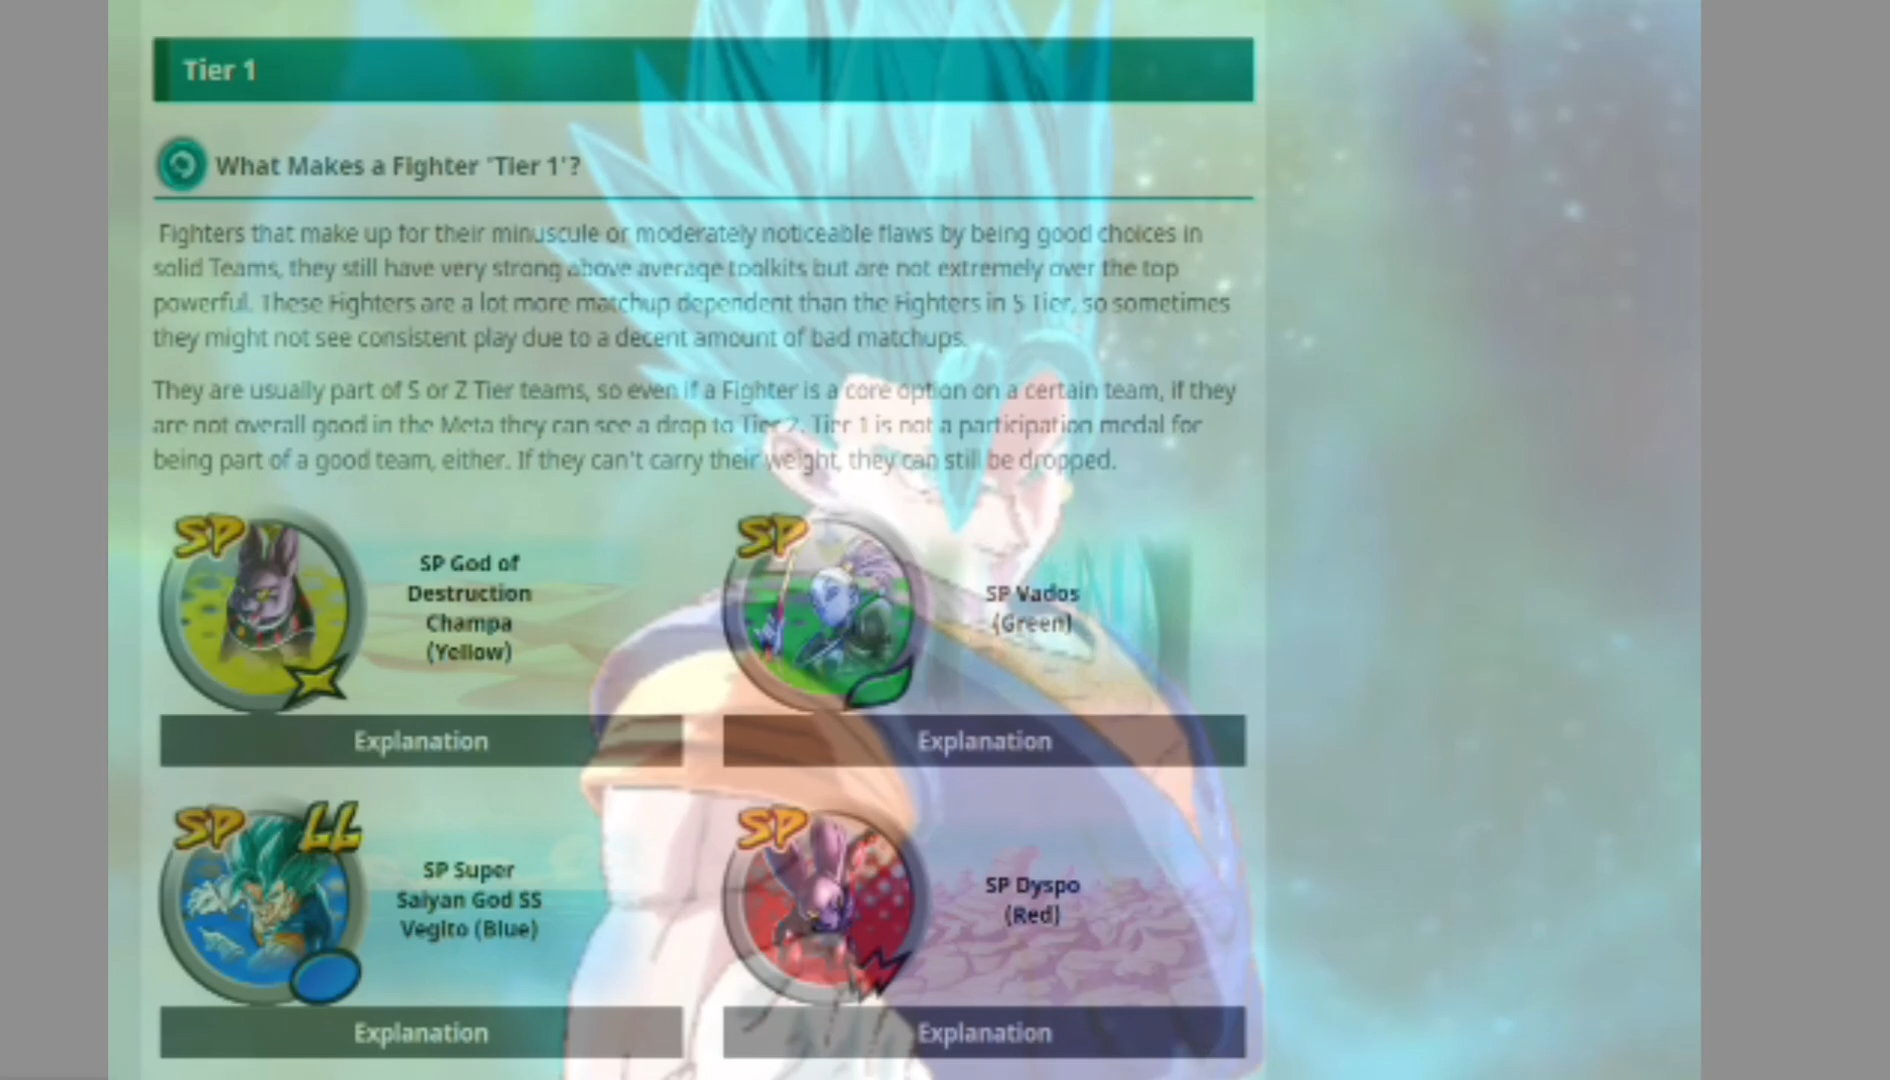 Tier 1
What Makes a Fighter 'Tier 1'?
Fighters that make up for their minuscule or moderately noticeable flaws by being good choices in
solid Teams, they still have very strong above average toolkits but are not extremely over the top
powerful. These Fighters are a lot more matchup dependent than the Fighters in S Tier, so sometimes
they might not see consistent play due to a decent amount of bad matchups.
They are usually part of S or Z Tier teams, so even if a Fighter is a core option on a certain team, if they
are not overall good in the Meta they can see a drop to Tier 2. Tier 1 is not a participation medal for
being part of a good team, either. If they can't carry their weight, they can still be dropped.
SP
SP God of
Destruction
Champa
(Yellow)
Explanation
SP
SP Vados
(Green)
Explanation
SP LL
SP Super
Saiyan God SS
Vegito (Blue)
Explanation
SP
SP Dyspo
(Red)
Explanation